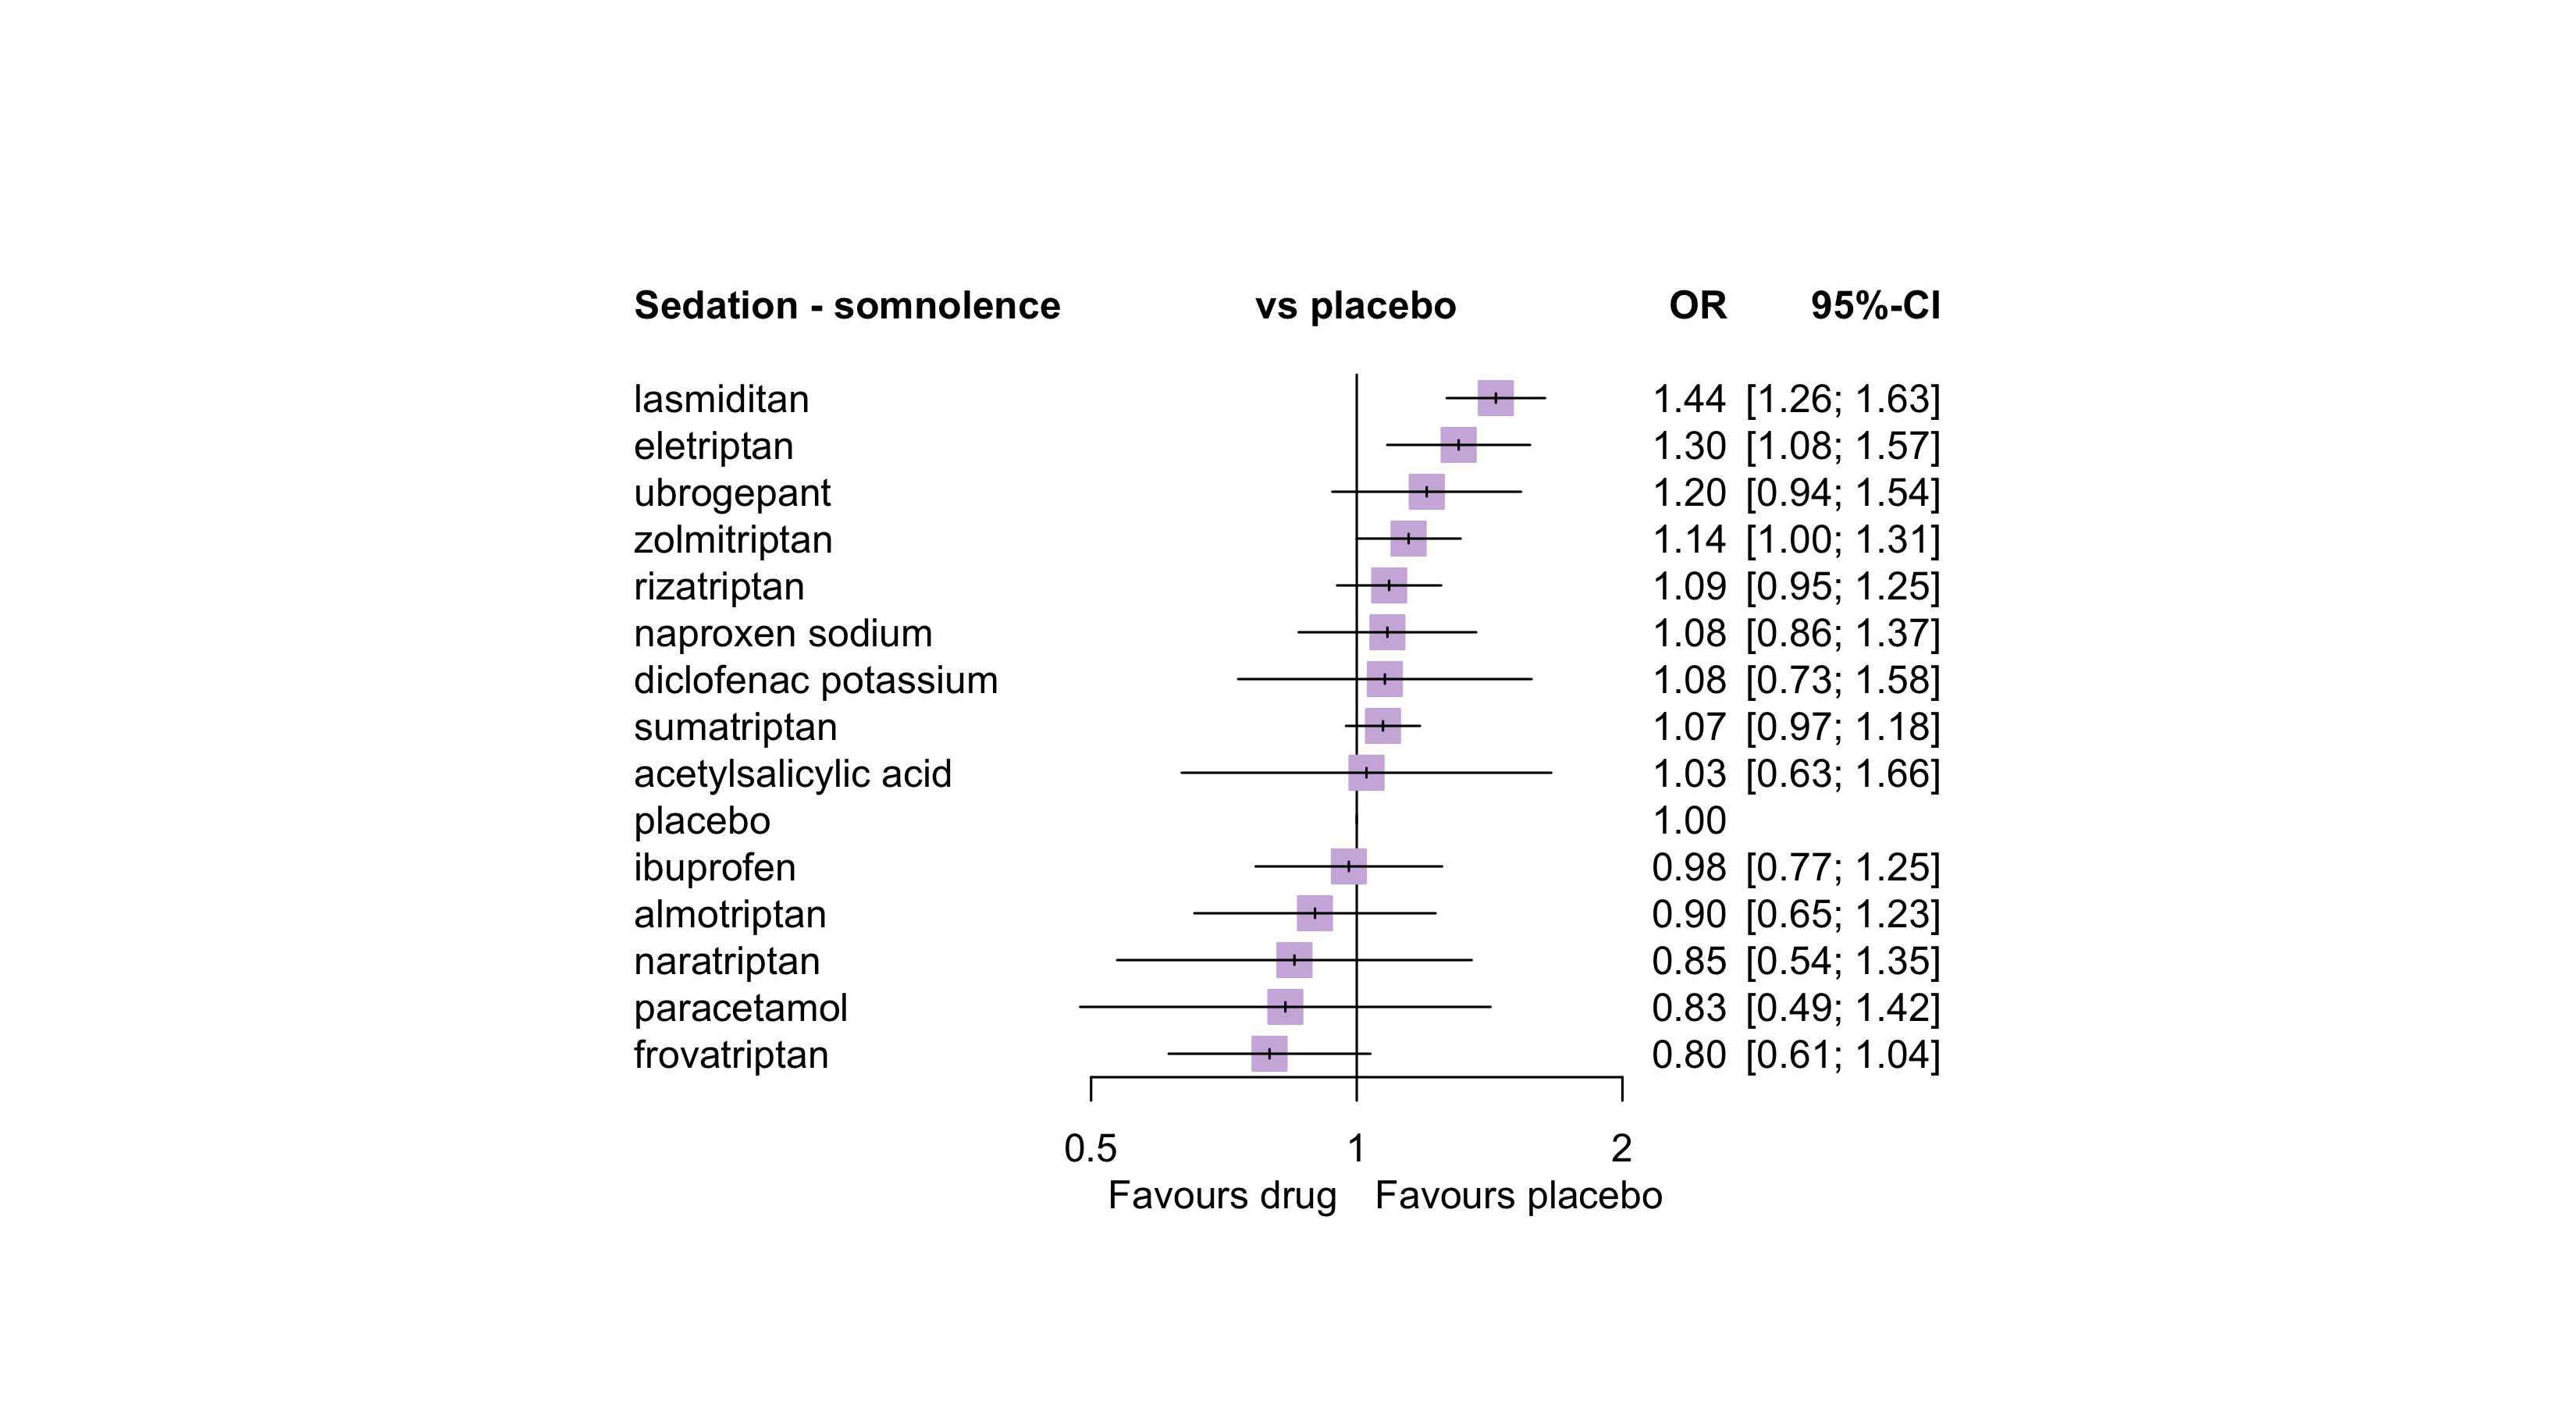 Sedation - somnolence vs placebo OR 95%-CI
lasmiditan 1.44 [1.26; 1.63]
eletriptan 1.30 [1.08; 1.57]
ubrogepant 1.20 [0.94; 1.54]
zolmitriptan 1.14 [1.00; 1.31]
rizatriptan 1.09 [0.95; 1.25]
naproxen sodium 1.08 [0.86; 1.37]
diclofenac potassium 1.08 [0.73; 1.58]
sumatriptan 1.07 [0.97; 1.18]
acetylsalicylic acid 1.03 [0.63; 1.66]
placebo 1.00
ibuprofen 0.98 [0.77; 1.25]
almotriptan 0.90 [0.65; 1.23]
naratriptan 0.85 [0.54; 1.35]
paracetamol 0.83 [0.49; 1.42]
frovatriptan 0.80 [0.61; 1.04]
0.5 1 2
Favours drug Favours placebo